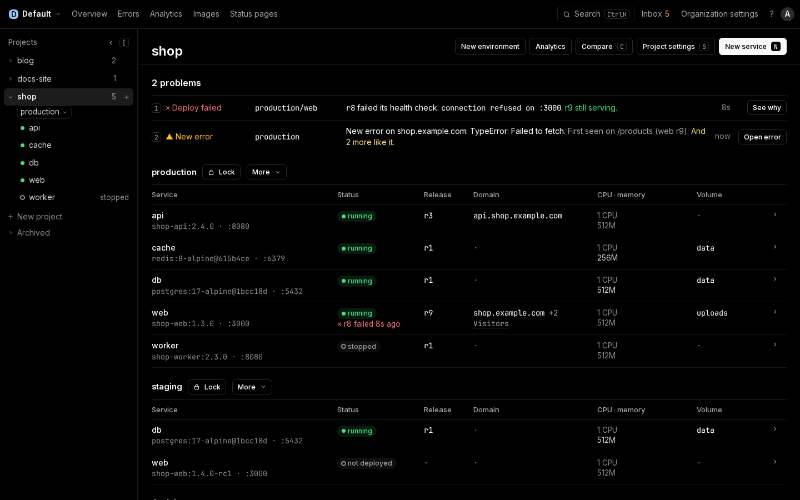 D Default Overview Errors Analytics Images Status pages Search Ctrl K Inbox 5 Organization settings ? A
Projects
blog 2
docs-site 1
shop 5 +
production
api
cache
db
web
worker stopped
+ New project
Archived
shop
New environment Analytics Compare C Project settings S New service N
2 problems
1 × Deploy failed production/web r8 failed its health check: connection refused on :3000 r9 still serving. 8s See why
2 New error production New error on shop.example.com: TypeError: Failed to fetch. First seen on /products (web r9). And
2 more like it. now Open error
production Lock More
Service Status Release Domain CPU · memory Volume
api running r3 api.shop.example.com 1 CPU -
shop-api:2.4.0 · :8080 512M
cache running r1 - 1 CPU data
redis:8-alpine@615b4ce · :6379 256M
db running r1 - 1 CPU data
postgres:17-alpine@1bcc18d · :5432 512M
web running r9 shop.example.com +2 1 CPU uploads
shop-web:1.3.0 · :3000 × r8 failed 8s ago Visitors 512M
worker stopped r1 - 1 CPU -
shop-worker:2.3.0 · :8080 512M
staging Lock More
Service Status Release Domain CPU · memory Volume
db running r1 - 1 CPU data
postgres:17-alpine@1bcc18d · :5432 512M
web not deployed - - 1 CPU -
shop-web:1.4.0-rc1 · :3000 512M